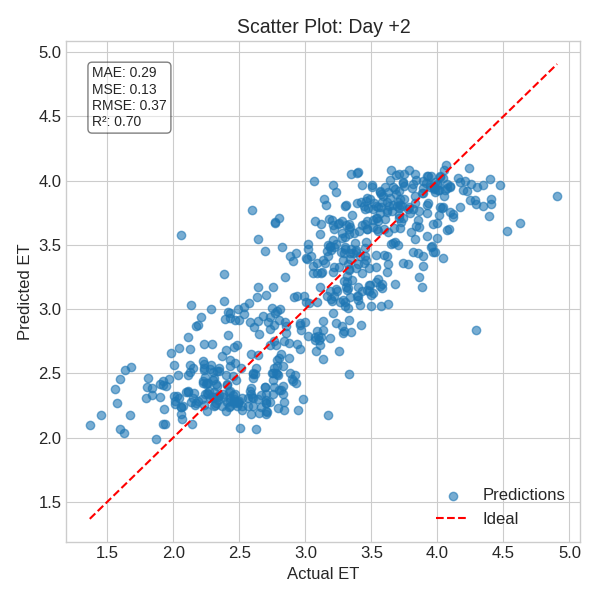 Scatter Plot: Day +2
MAE: 0.29
MSE: 0.13
RMSE: 0.37
R²: 0.70
5.0
4.5
4.0
3.5
3.0
2.5
2.0
1.5
Predicted ET
Predictions
Ideal
1.5 2.0 2.5 3.0 3.5 4.0 4.5 5.0
Actual ET